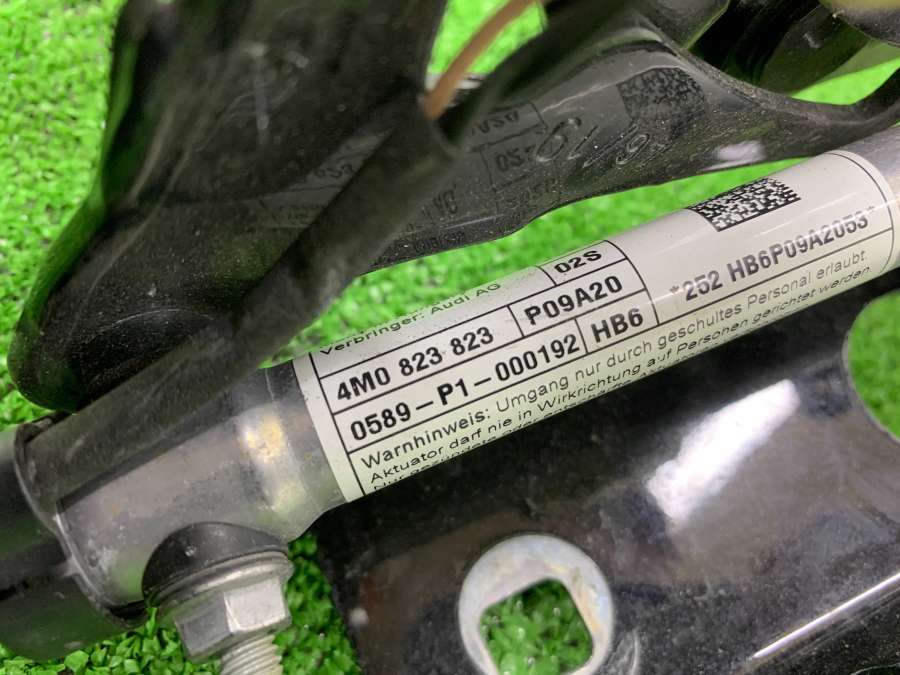 Verbringer: Audi AG
02S
4M0 823 823
P09A20
0589-P1-000192
HB6
*252 HB6P09A2053*
Warnhinweis: Umgang nur durch geschultes Personal erlaubt.
Aktuator darf nie in Wirkrichtung auf Personen gerichtet werden